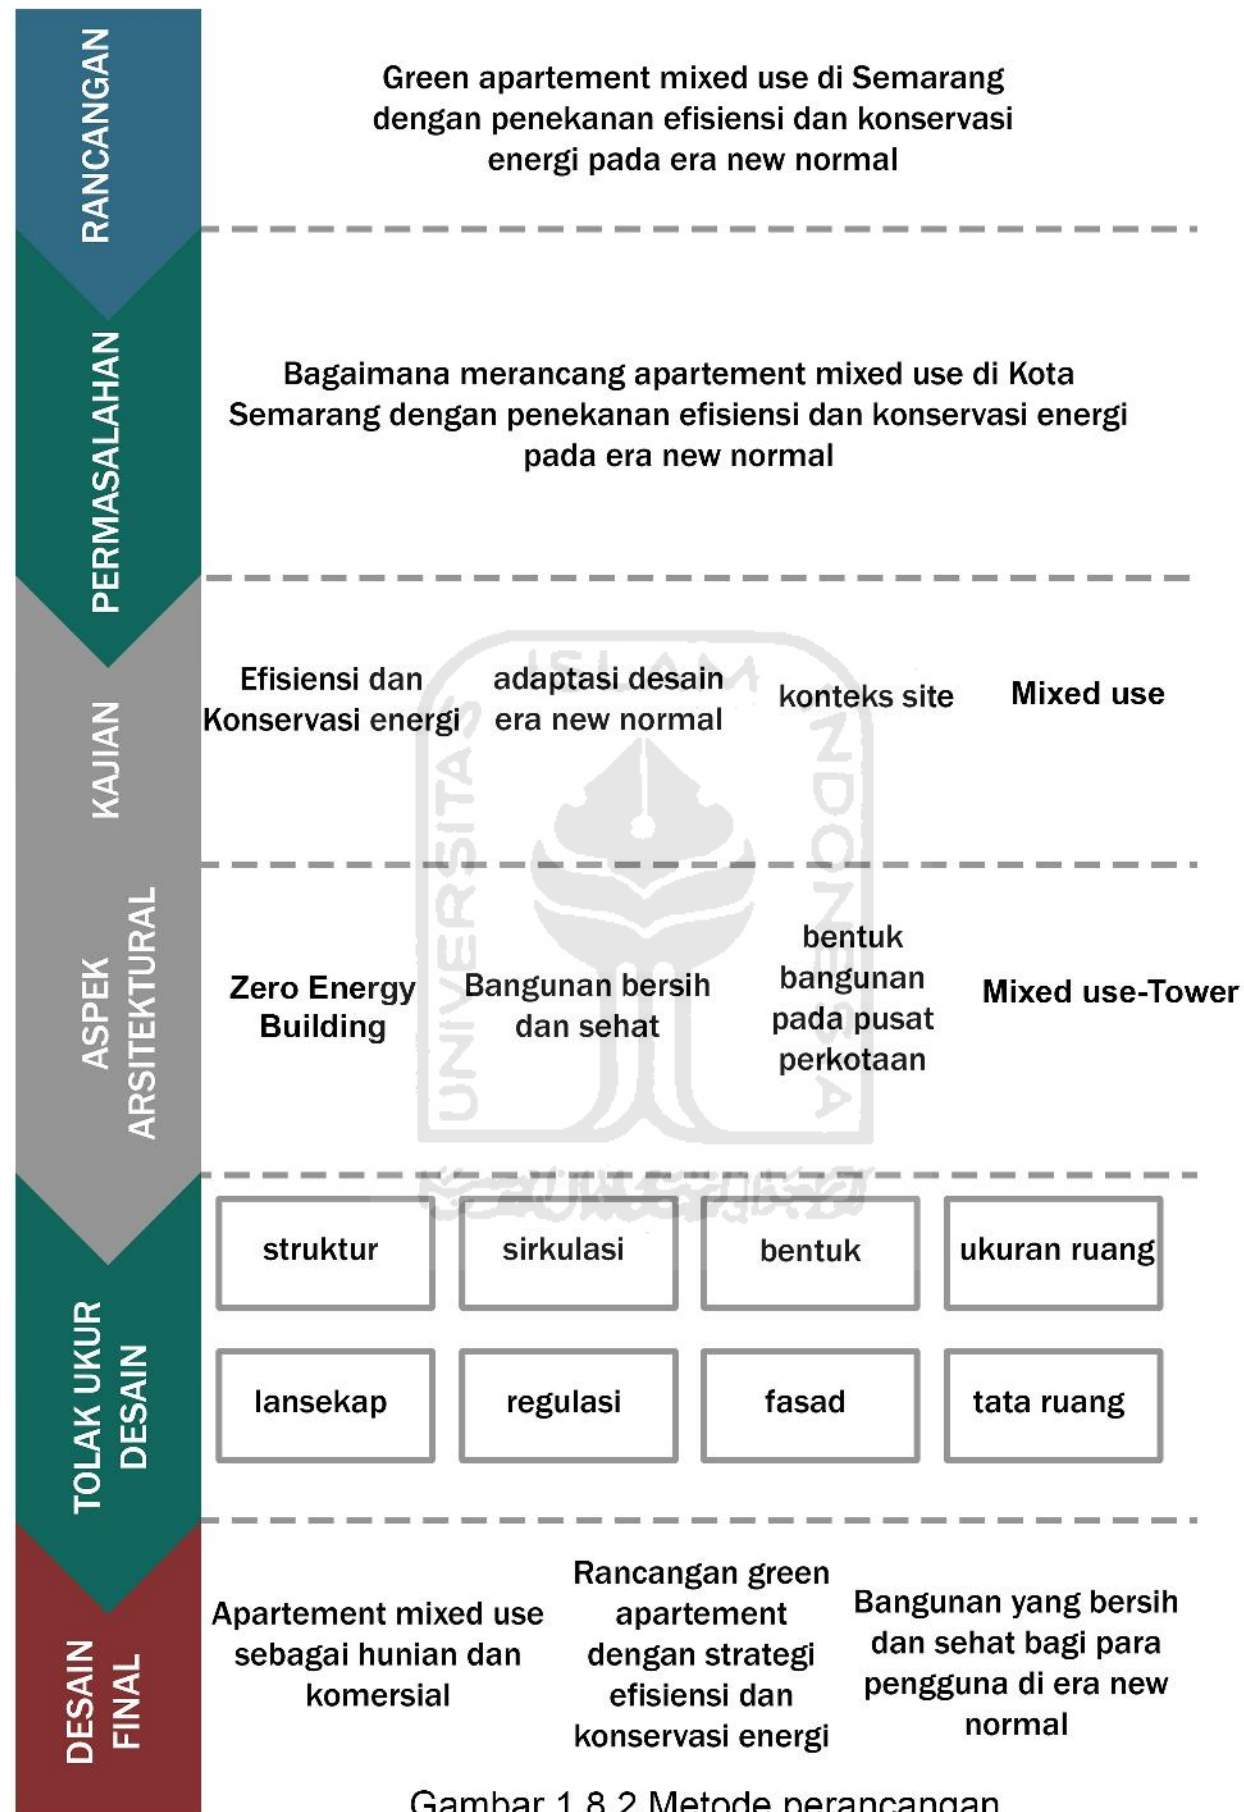 RANCANGAN
Green apartement mixed use di Semarang
dengan penekanan efisiensi dan konservasi
energi pada era new normal
PERMASALAHAN
Bagaimana merancang apartement mixed use di Kota
Semarang dengan penekanan efisiensi dan konservasi energi
pada era new normal
KAJIAN
Efisiensi dan
Konservasi energi
adaptasi desain
era new normal
konteks site
Mixed use
ASPEK
ARSITEKTURAL
Zero Energy
Building
Bangunan bersih
dan sehat
bentuk
bangunan
pada pusat
perkotaan
Mixed use-Tower
ISLAM
UNIVERSITAS
INDONESIA
TOLAK UKUR
DESAIN
struktur
sirkulasi
bentuk
ukuran ruang
lansekap
regulasi
fasad
tata ruang
DESAIN
FINAL
Apartement mixed use
sebagai hunian dan
komersial
Rancangan green
apartement
dengan strategi
efisiensi dan
konservasi energi
Bangunan yang bersih
dan sehat bagi para
pengguna di era new
normal
Gambar 1.8.2 Metode perancangan